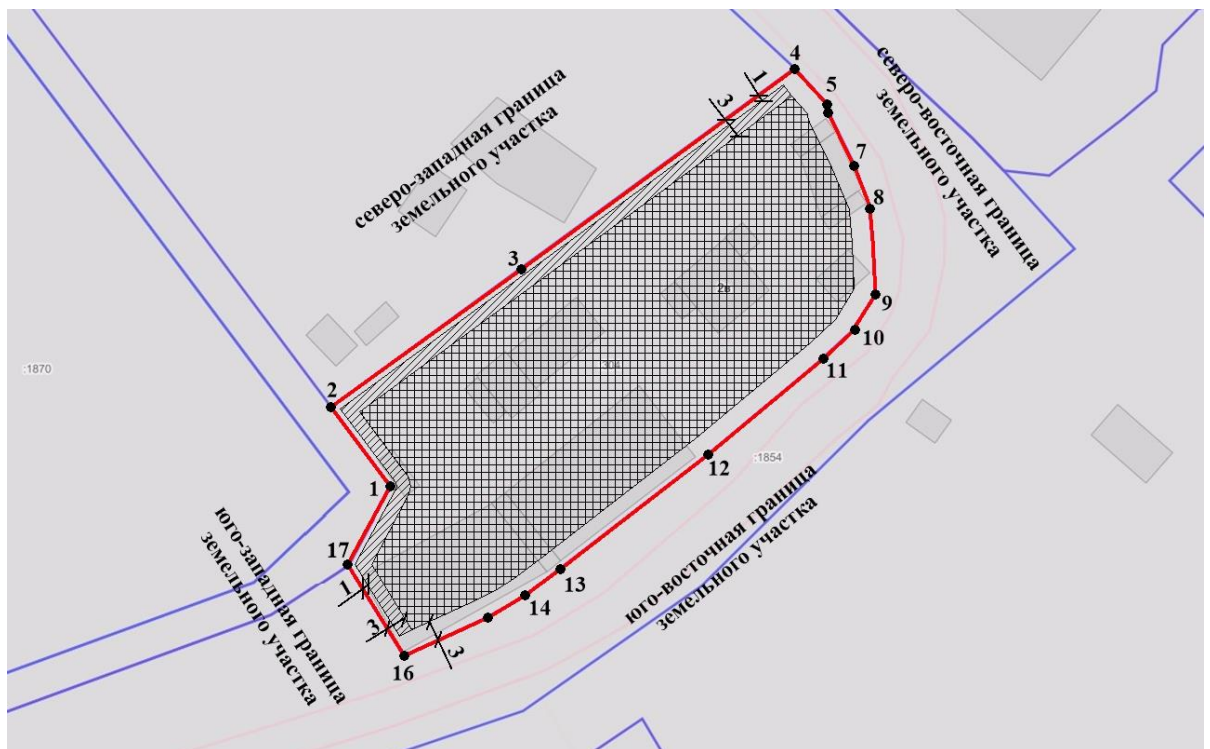 4
северо-западная граница
земельного участка
северо-восточная граница
земельного участка
1
5
3
7
8
3
2в
9
10
11
:1870
304
2
12
:1854
1
юго-западная граница
земельного участка
юго-восточная граница
земельного участка
17
13
1
14
3
3
16